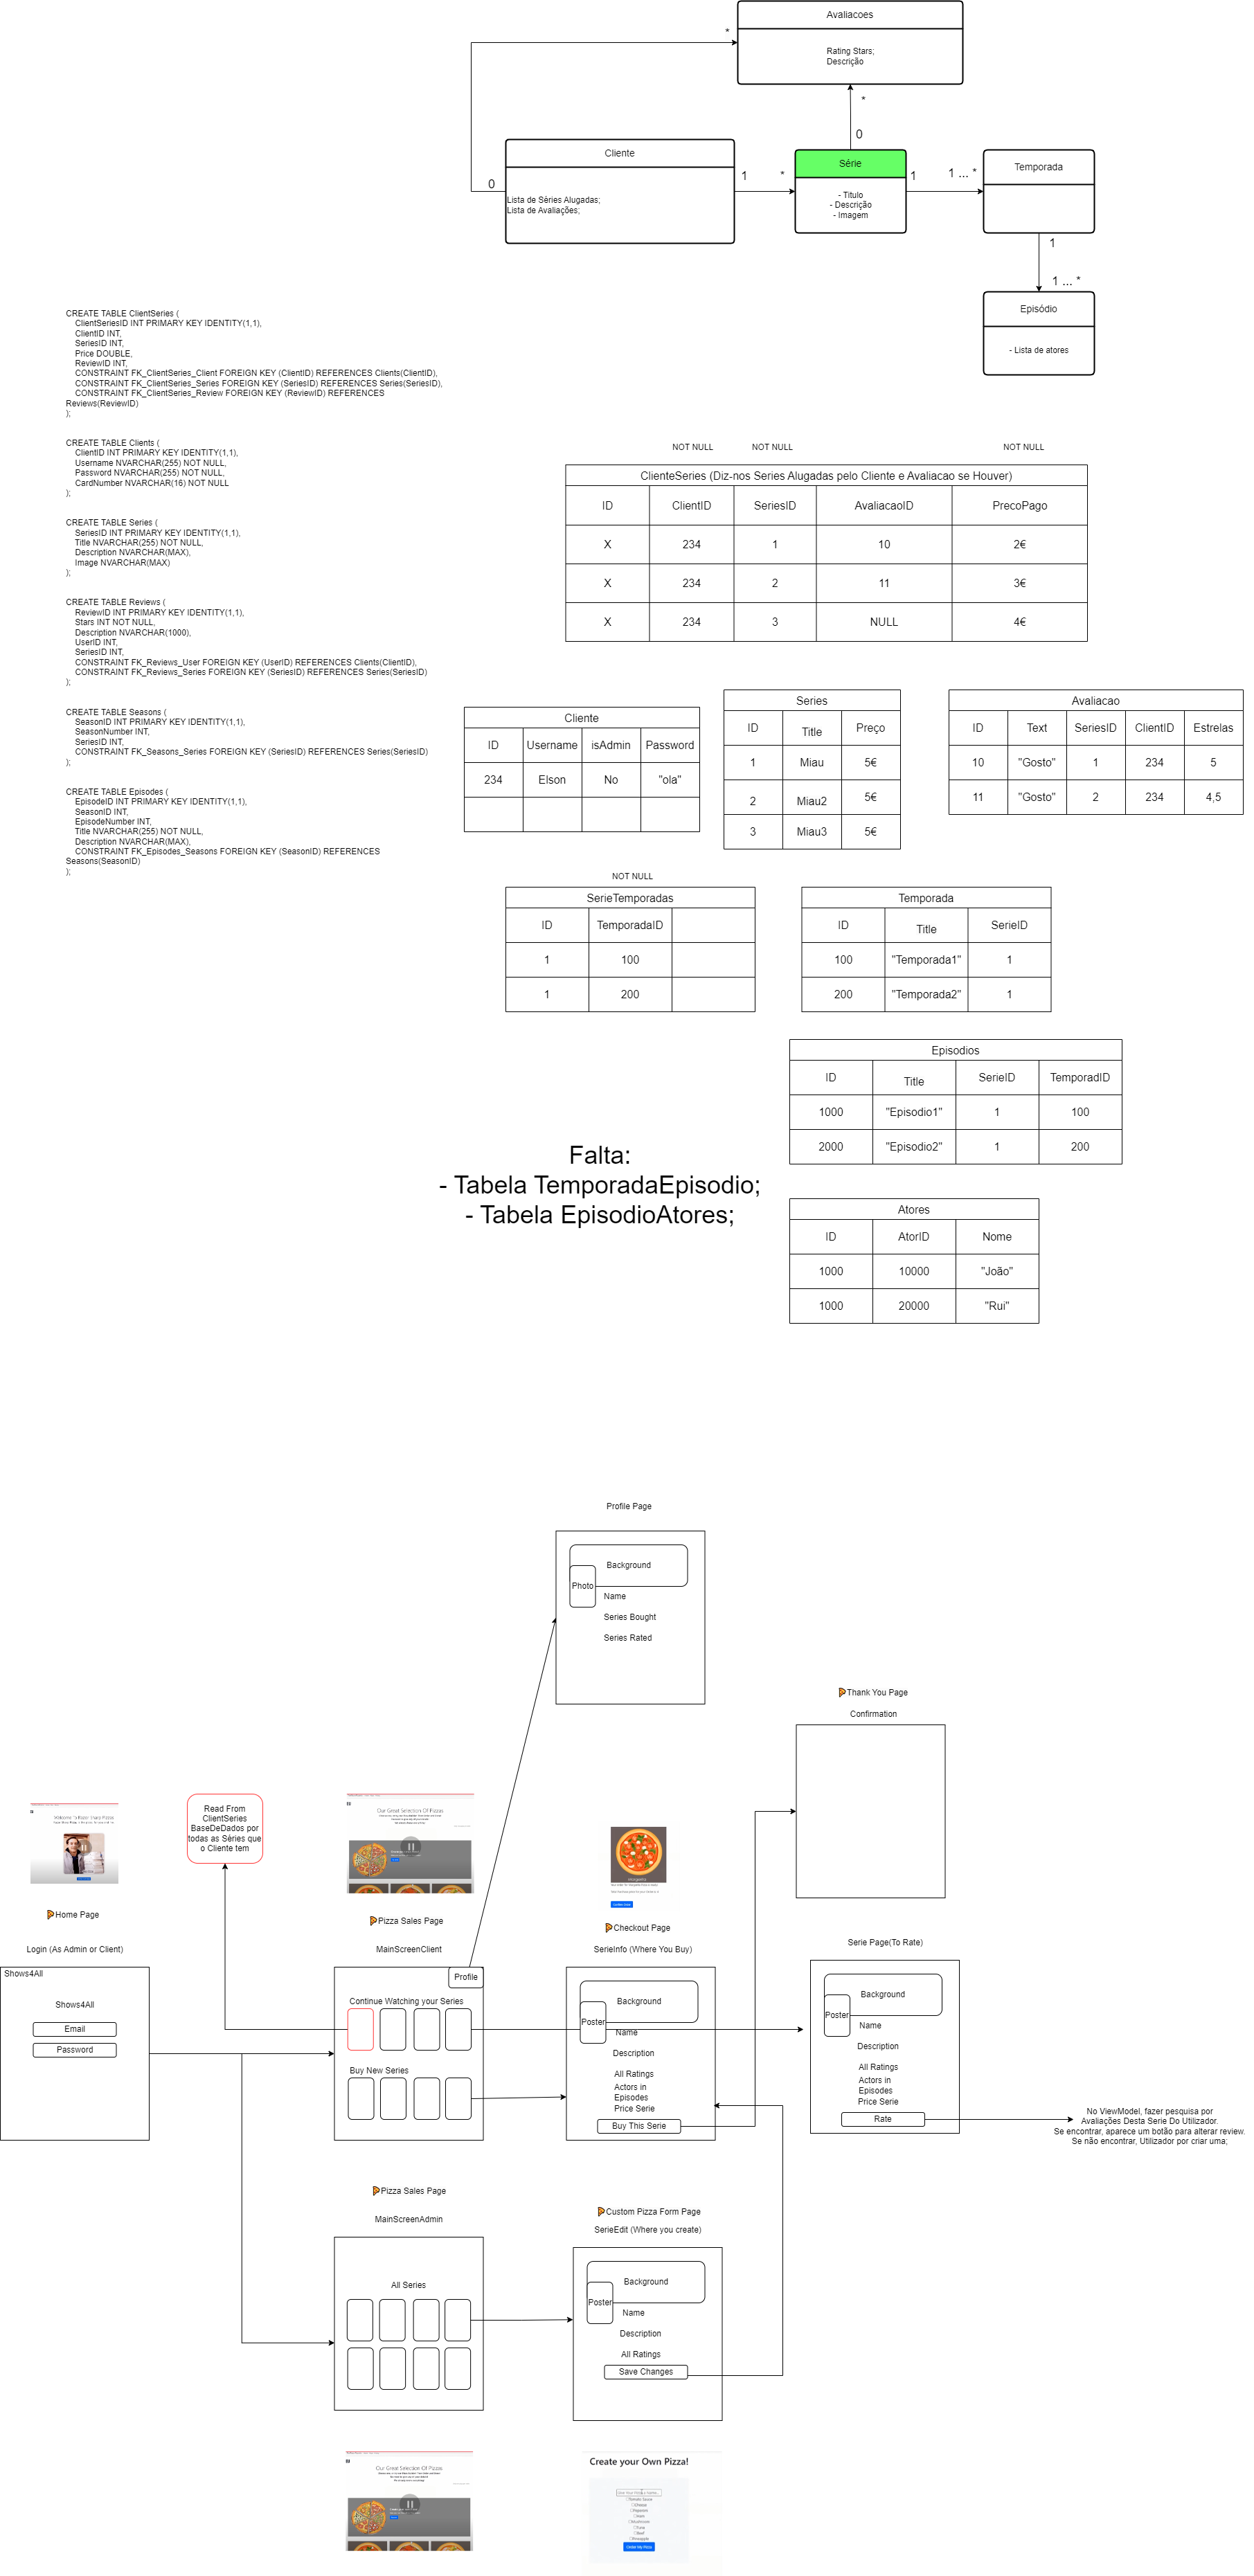 Avaliacoes
Rating Stars;
Descrição
*
*
0
Cliente
Lista de Séries Alugadas;
Lista de Avaliações;
0
1
*
Série
- Titulo
- Descrição
- Imagem
1
1 ... *
Temporada
1
1 ... *
Episódio
- Lista de atores
CREATE TABLE ClientSeries (
ClientSeriesID INT PRIMARY KEY IDENTITY(1,1),
ClientID INT,
SeriesID INT,
Price DOUBLE,
ReviewID INT,
CONSTRAINT FK_ClientSeries_Client FOREIGN KEY (ClientID) REFERENCES Clients(ClientID),
CONSTRAINT FK_ClientSeries_Series FOREIGN KEY (SeriesID) REFERENCES Series(SeriesID),
CONSTRAINT FK_ClientSeries_Review FOREIGN KEY (ReviewID) REFERENCES
Reviews(ReviewID)
);
CREATE TABLE Clients (
ClientID INT PRIMARY KEY IDENTITY(1,1),
Username NVARCHAR(255) NOT NULL,
Password NVARCHAR(255) NOT NULL,
CardNumber NVARCHAR(16) NOT NULL
);
CREATE TABLE Series (
SeriesID INT PRIMARY KEY IDENTITY(1,1),
Title NVARCHAR(255) NOT NULL,
Description NVARCHAR(MAX),
Image NVARCHAR(MAX)
);
CREATE TABLE Reviews (
ReviewID INT PRIMARY KEY IDENTITY(1,1),
Stars INT NOT NULL,
Description NVARCHAR(1000),
UserID INT,
SeriesID INT,
CONSTRAINT FK_Reviews_User FOREIGN KEY (UserID) REFERENCES Clients(ClientID),
CONSTRAINT FK_Reviews_Series FOREIGN KEY (SeriesID) REFERENCES Series(SeriesID)
);
CREATE TABLE Seasons (
SeasonID INT PRIMARY KEY IDENTITY(1,1),
SeasonNumber INT,
SeriesID INT,
CONSTRAINT FK_Seasons_Series FOREIGN KEY (SeriesID) REFERENCES Series(SeriesID)
);
CREATE TABLE Episodes (
EpisodeID INT PRIMARY KEY IDENTITY(1,1),
SeasonID INT,
EpisodeNumber INT,
Title NVARCHAR(255) NOT NULL,
Description NVARCHAR(MAX),
CONSTRAINT FK_Episodes_Seasons FOREIGN KEY (SeasonID) REFERENCES
Seasons(SeasonID)
);
NOT NULL NOT NULL NOT NULL
ClienteSeries (Diz-nos Series Alugadas pelo Cliente e Avaliacao se Houver)
ID ClientID SeriesID AvaliacaoID PrecoPago
X 234 1 10 2€
X 234 2 11 3€
X 234 3 NULL 4€
Cliente
ID Username isAdmin Password
234 Elson No "ola"
Series
ID Title Preço
1 Miau 5€
2 Miau2 5€
3 Miau3 5€
Avaliacao
ID Text SeriesID ClientID Estrelas
10 "Gosto" 1 234 5
11 "Gosto" 2 234 4,5
NOT NULL
SerieTemporadas
ID TemporadaID
1 100
1 200
Temporada
ID Title SerieID
100 "Temporada1" 1
200 "Temporada2" 1
Episodios
ID Title SerieID TemporadID
1000 "Episodio1" 1 100
2000 "Episodio2" 1 200
Falta:
- Tabela TemporadaEpisodio;
- Tabela EpisodioAtores;
Atores
ID AtorID Nome
1000 10000 "João"
1000 20000 "Rui"
Profile Page
Background
Photo
Name
Series Bought
Series Rated
Thank You Page
Confirmation
Read From
ClientSeries
BaseDeDados por
todas as Séries que
o Cliente tem
Welcome To Razor Sharp Pizzas
Home Page
Login (As Admin or Client)
Shows4All
Shows4All
Email
Password
Our Great Selection Of Pizzas
Pizza Sales Page
MainScreenClient
Profile
Continue Watching your Series
Buy New Series
Checkout Page
SerieInfo (Where You Buy)
Background
Poster
Name
Description
All Ratings
Actors in
Episodes
Price Serie
Buy This Serie
Serie Page(To Rate)
Background
Poster
Name
Description
All Ratings
Actors in
Episodes
Price Serie
Rate
No ViewModel, fazer pesquisa por
Avaliações Desta Serie Do Utilizador.
Se encontrar, aparece um botão para alterar review.
Se não encontrar, Utilizador por criar uma;
Pizza Sales Page
MainScreenAdmin
All Series
Custom Pizza Form Page
SerieEdit (Where you create)
Background
Poster
Name
Description
All Ratings
Save Changes
Our Great Selection Of Pizzas
Create your Own Pizza!